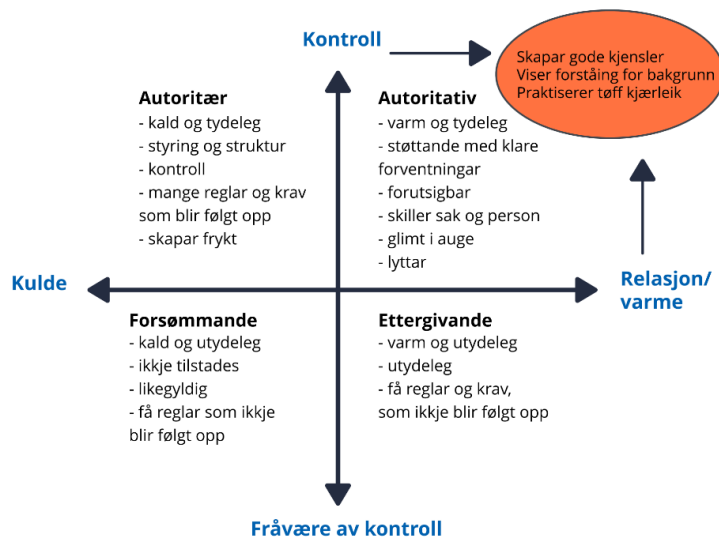 Kontroll
Skapar gode kjensler
Viser forståing for bakgrunn
Praktiserer tøff kjærleik
Autoritær
- kald og tydeleg
- styring og struktur
- kontroll
- mange reglar og krav
som blir følgt opp
- skapar frykt
Autoritativ
- varm og tydeleg
- støttande med klare
forventningar
- forutsigbar
- skiller sak og person
- glimt i auge
- lyttar
Kulde
Relasjon/
varme
Forsømmande
- kald og utydeleg
- ikkje tilstades
- likegyldig
- få reglar som ikkje
blir følgt opp
Ettergivande
- varm og utydeleg
- utydeleg
- få reglar og krav,
som ikkje blir følgt opp
Fråvære av kontroll